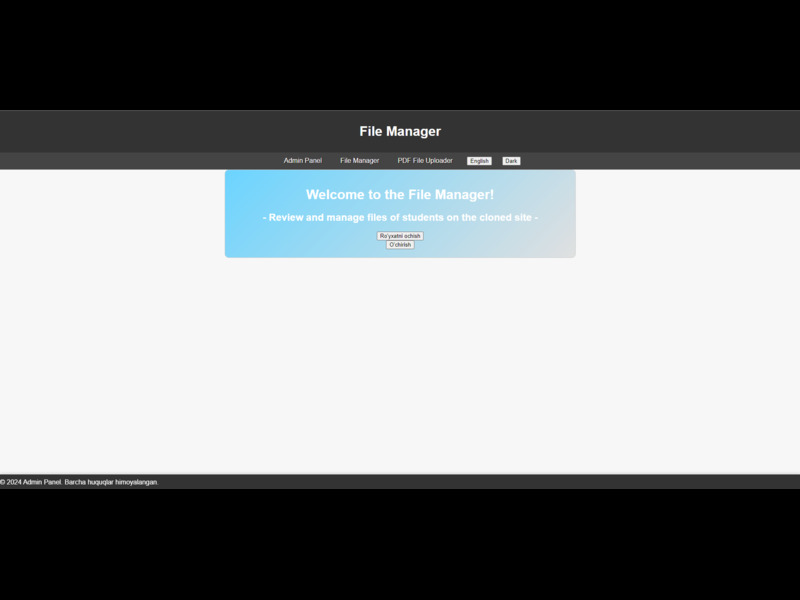 File Manager
Admin Panel File Manager PDF File Uploader English Dark
Welcome to the File Manager!
- Review and manage files of students on the cloned site -
Ro'yxatni ochish
O'chirish
© 2024 Admin Panel. Barcha huquqlar himoyalangan.